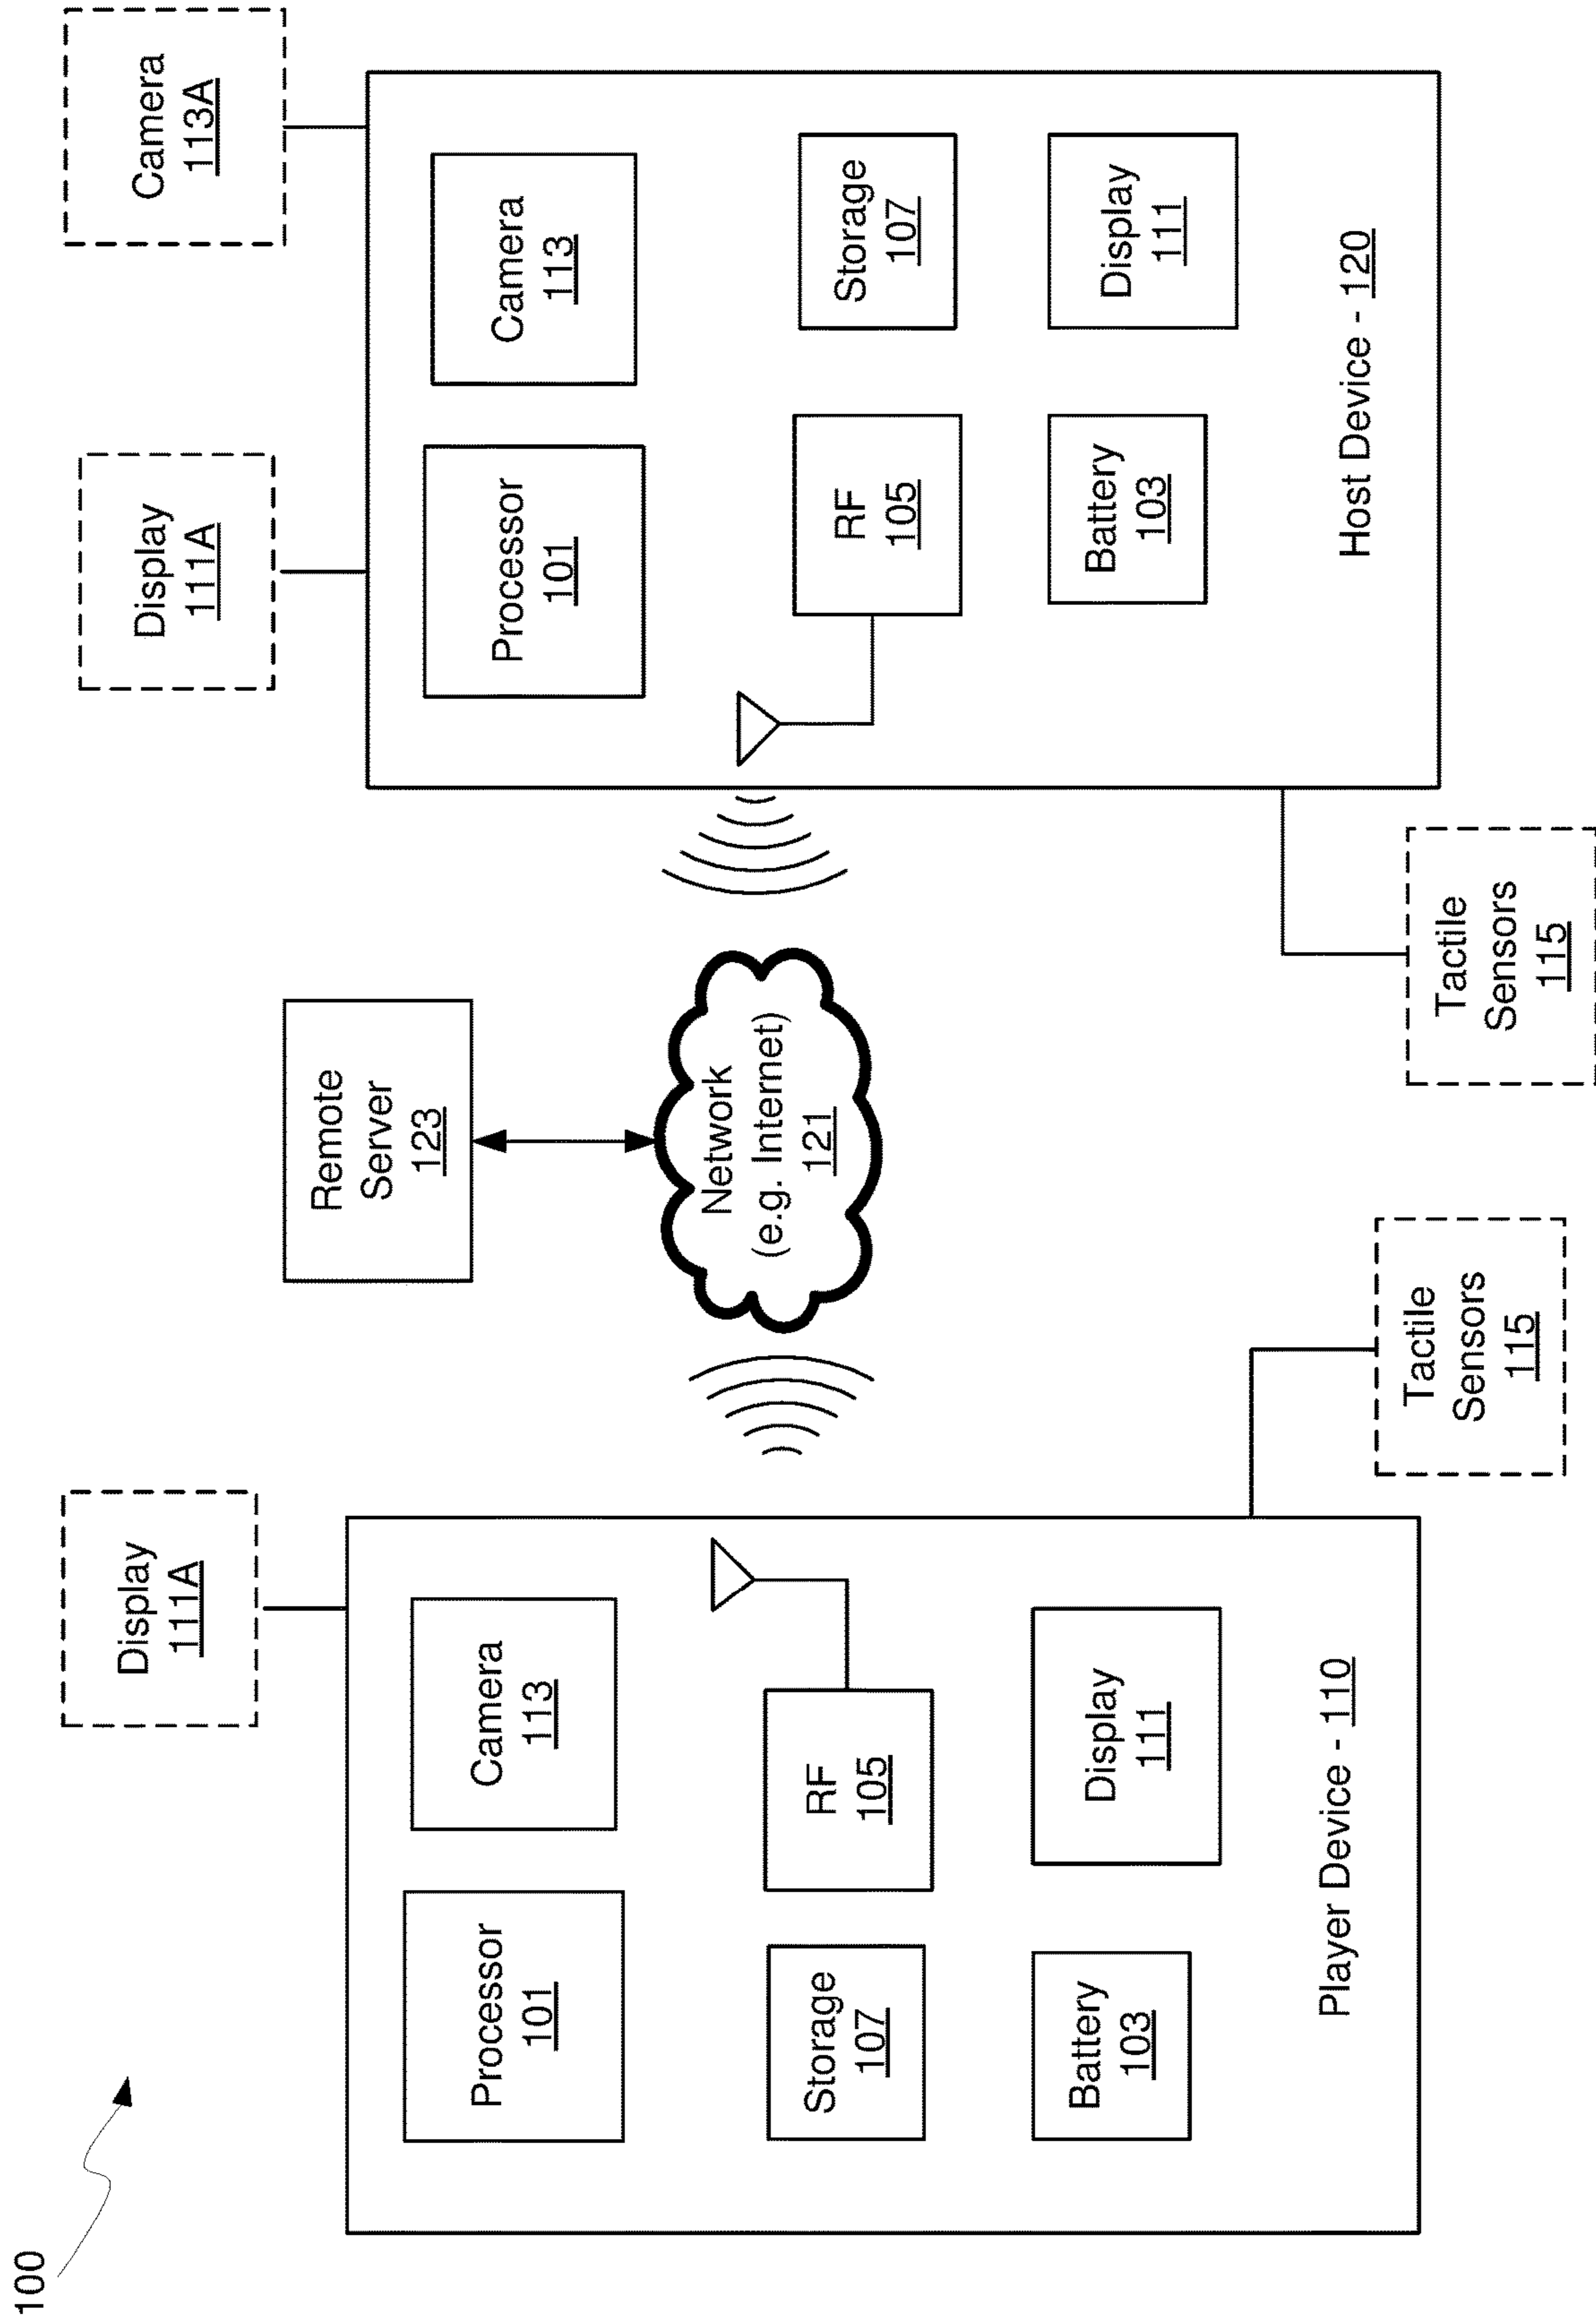 100
Display
111A
Processor
101
Camera
113
Storage
107
RF
105
Battery
103
Display
111
Player Device - 110
Tactile
Sensors
115
Remote
Server
123
Network
(e.g. Internet)
121
Display
111A
Camera
113A
Processor
101
Camera
113
RF
105
Storage
107
Battery
103
Display
111
Host Device - 120
Tactile
Sensors
115